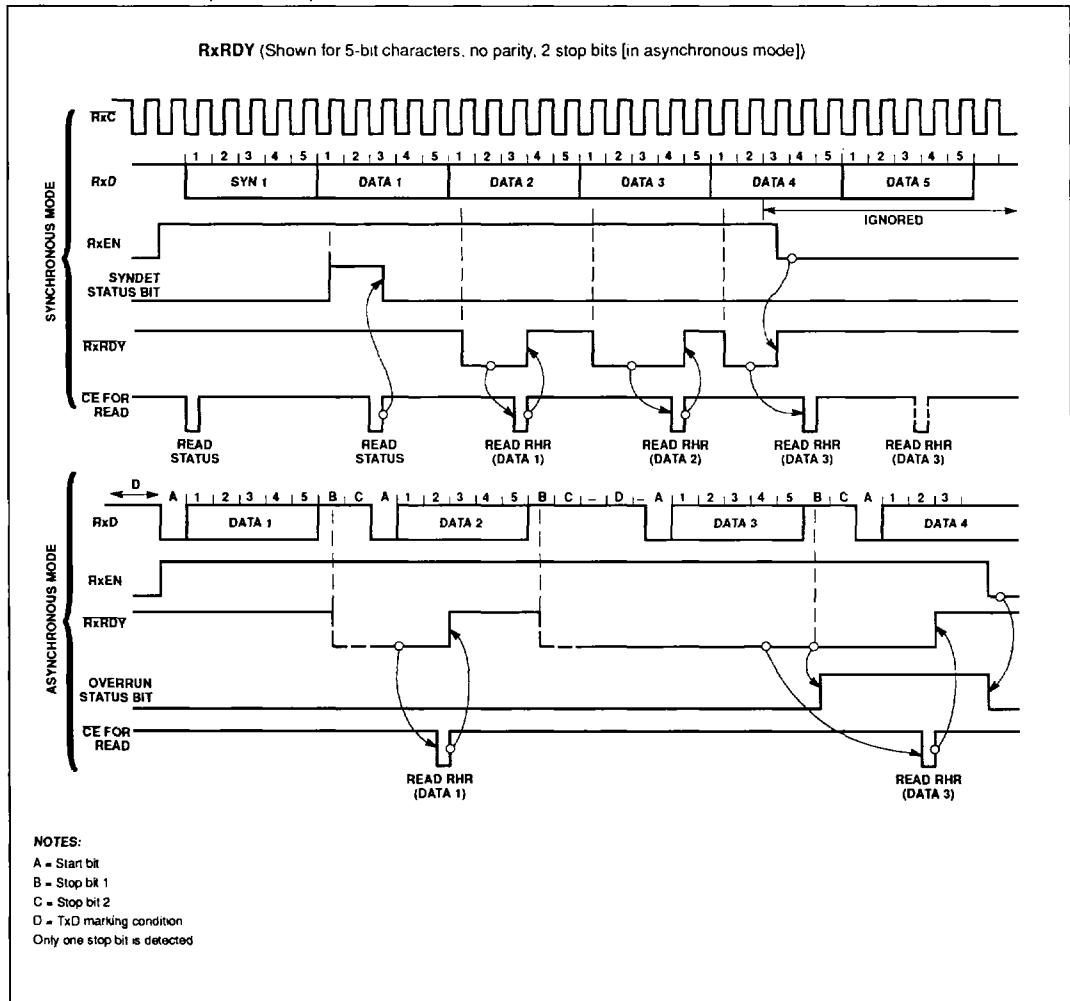 RxRDY (Shown for 5-bit characters, no parity, 2 stop bits [in asynchronous mode])
SYNCHRONOUS MODE
RxC
1 2 3 4 5 1 2 3 4 5 1 2 3 4 5 1 2 3 4 5 1 2 3 4 5 1 2 3 4 5
RxD SYN 1 DATA 1 DATA 2 DATA 3 DATA 4 DATA 5
IGNORED
RxEN
SYNDET
STATUS BIT
RxRDY
CE FOR
READ
READ STATUS
READ STATUS
READ RHR (DATA 1)
READ RHR (DATA 2)
READ RHR (DATA 3)
READ RHR (DATA 3)
ASYNCHRONOUS MODE
D A 1 2 3 4 5 B C A 1 2 3 4 5 B C – D – A 1 2 3 4 5 B C A 1 2 3
RxD DATA 1 DATA 2 DATA 3 DATA 4
RxEN
RxRDY
OVERRUN
STATUS BIT
CE FOR
READ
READ RHR (DATA 1)
READ RHR (DATA 3)
NOTES:
A = Start bit
B = Stop bit 1
C = Stop bit 2
D = TxD marking condition
Only one stop bit is detected